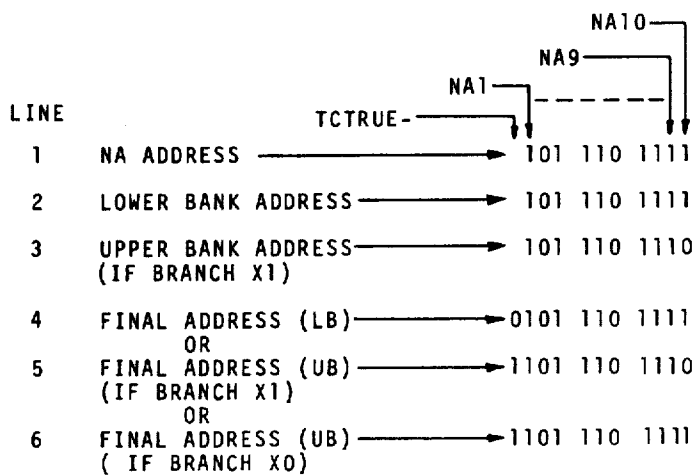 NA10
NA9
NA1
LINE
TCTRUE-
1 NA ADDRESS 101 110 1111
2 LOWER BANK ADDRESS 101 110 1111
3 UPPER BANK ADDRESS 101 110 1110
(IF BRANCH X1)
4 FINAL ADDRESS (LB) 0101 110 1111
OR
5 FINAL ADDRESS (UB) 1101 110 1110
(IF BRANCH X1)
OR
6 FINAL ADDRESS (UB) 1101 110 1111
( IF BRANCH X0)